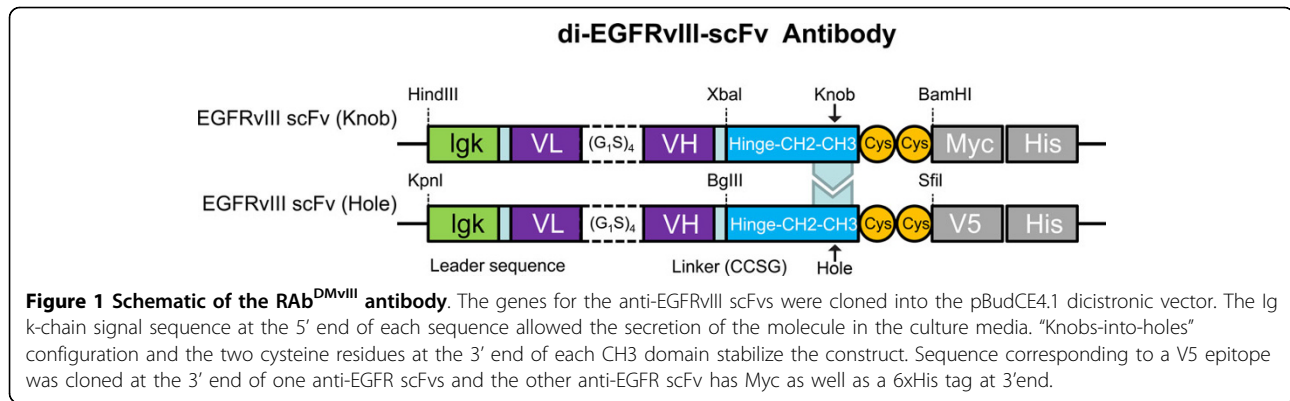 di-EGFRvIII-scFv Antibody
HindIII XbaI Knob BamHI
EGFRvIII scFv (Knob)
Igk VL (G₁S)₄ VH Hinge-CH2-CH3 Cys Cys Myc His
KpnI BglII SfiI
EGFRvIII scFv (Hole)
Igk VL (G₁S)₄ VH Hinge-CH2-CH3 Cys Cys V5 His
Leader sequence Linker (CCSG) Hole
Figure 1 Schematic of the RAb^DMvIII antibody. The genes for the anti-EGFRvIII scFvs were cloned into the pBudCE4.1 dicistronic vector. The Ig
k-chain signal sequence at the 5' end of each sequence allowed the secretion of the molecule in the culture media. "Knobs-into-holes"
configuration and the two cysteine residues at the 3' end of each CH3 domain stabilize the construct. Sequence corresponding to a V5 epitope
was cloned at the 3' end of one anti-EGFR scFvs and the other anti-EGFR scFv has Myc as well as a 6xHis tag at 3'end.